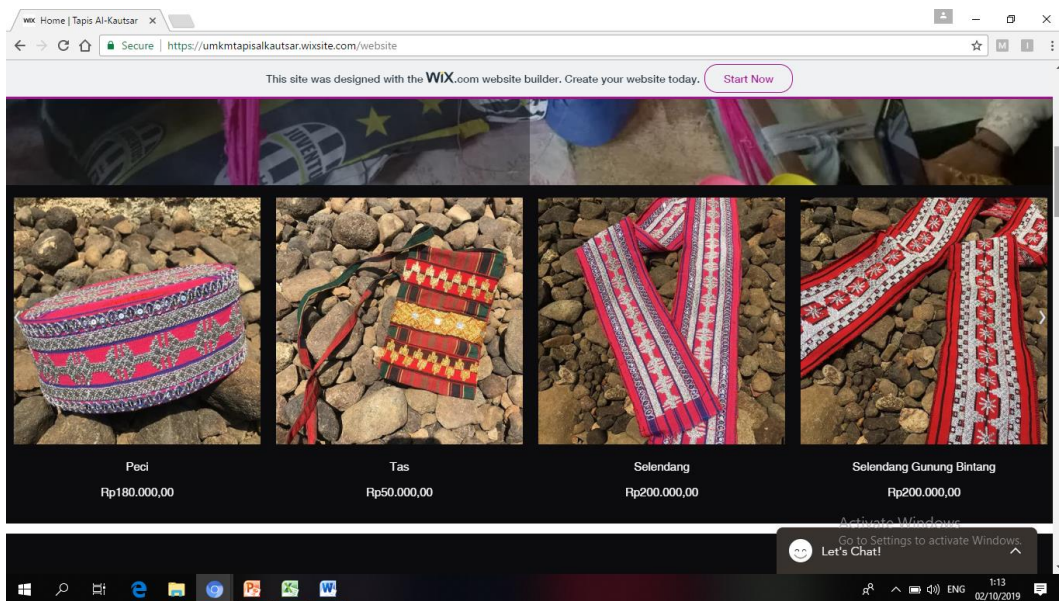 WiX Home | Tapis Al-Kautsar
Secure | https://umkmtapisalkautsar.wixsite.com/website
M I
This site was designed with the WiX.com website builder. Create your website today. Start Now
JUVENTUS
JUVENTU
Peci
Tas
Selendang
Selendang Gunung Bintang
Rp180.000,00
Rp50.000,00
Rp200.000,00
Rp200.000,00
Activate Windows
Go to Settings to activate Windows.
Let's Chat!
ENG
1:13
02/10/2019